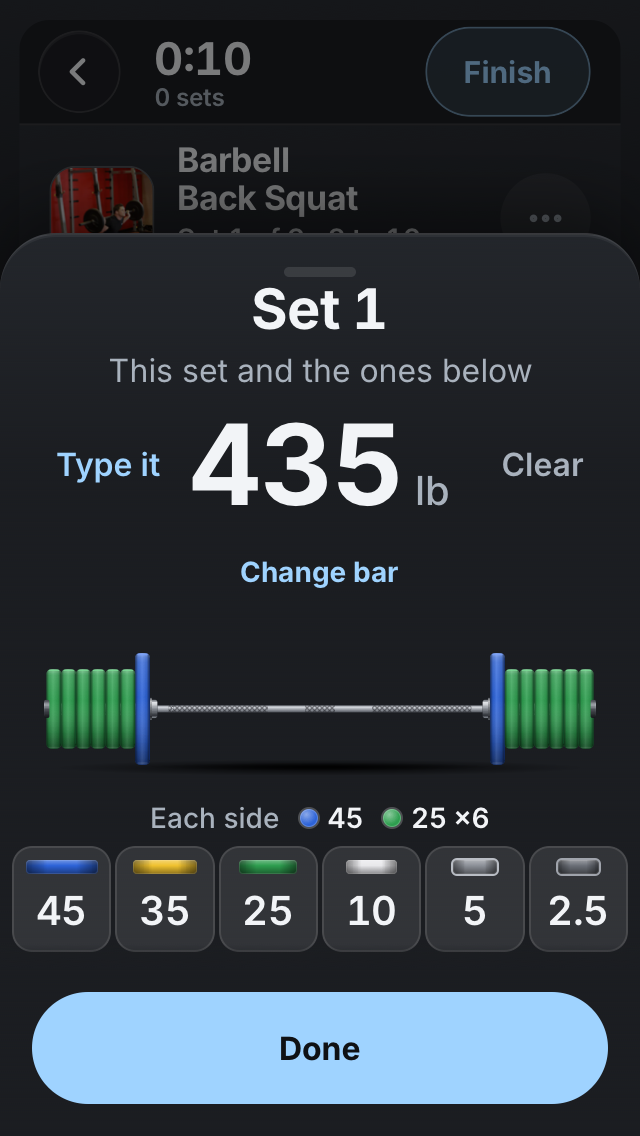 0:10
0 sets
Finish
Barbell
Back Squat
Set 1
This set and the ones below
Type it
435 lb
Clear
Change bar
Each side 45 25 ×6
45 35 25 10 5 2.5
Done